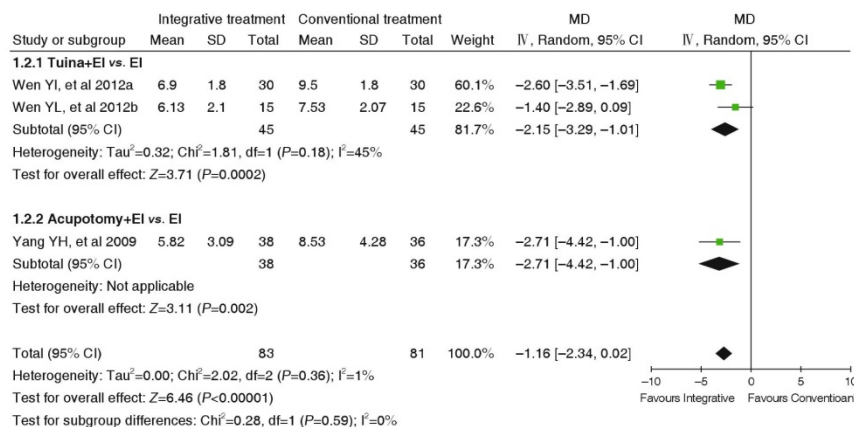 Integrative treatment Conventional treatment MD MD
Study or subgroup Mean SD Total Mean SD Total Weight Ⅳ, Random, 95% CI Ⅳ, Random, 95% CI
1.2.1 Tuina+EI vs. EI
Wen YI, et al 2012a 6.9 1.8 30 9.5 1.8 30 60.1% −2.60 [−3.51, −1.69]
Wen YL, et al 2012b 6.13 2.1 15 7.53 2.07 15 22.6% −1.40 [−2.89, 0.09]
Subtotal (95% CI) 45 45 81.7% −2.15 [−3.29, −1.01]
Heterogeneity: Tau²=0.32; Chi²=1.81, df=1 (P=0.18); I²=45%
Test for overall effect: Z=3.71 (P=0.0002)
1.2.2 Acupotomy+EI vs. EI
Yang YH, et al 2009 5.82 3.09 38 8.53 4.28 36 17.3% −2.71 [−4.42, −1.00]
Subtotal (95% CI) 38 36 17.3% −2.71 [−4.42, −1.00]
Heterogeneity: Not applicable
Test for overall effect: Z=3.11 (P=0.002)
Total (95% CI) 83 81 100.0% −1.16 [−2.34, 0.02]
Heterogeneity: Tau²=0.00; Chi²=2.02, df=2 (P=0.36); I²=1%
Test for overall effect: Z=6.46 (P<0.00001)
Test for subgroup differences: Chi²=0.28, df=1 (P=0.59); I²=0%
−10 −5 0 5 10
Favours Integrative Favours Conventioanl